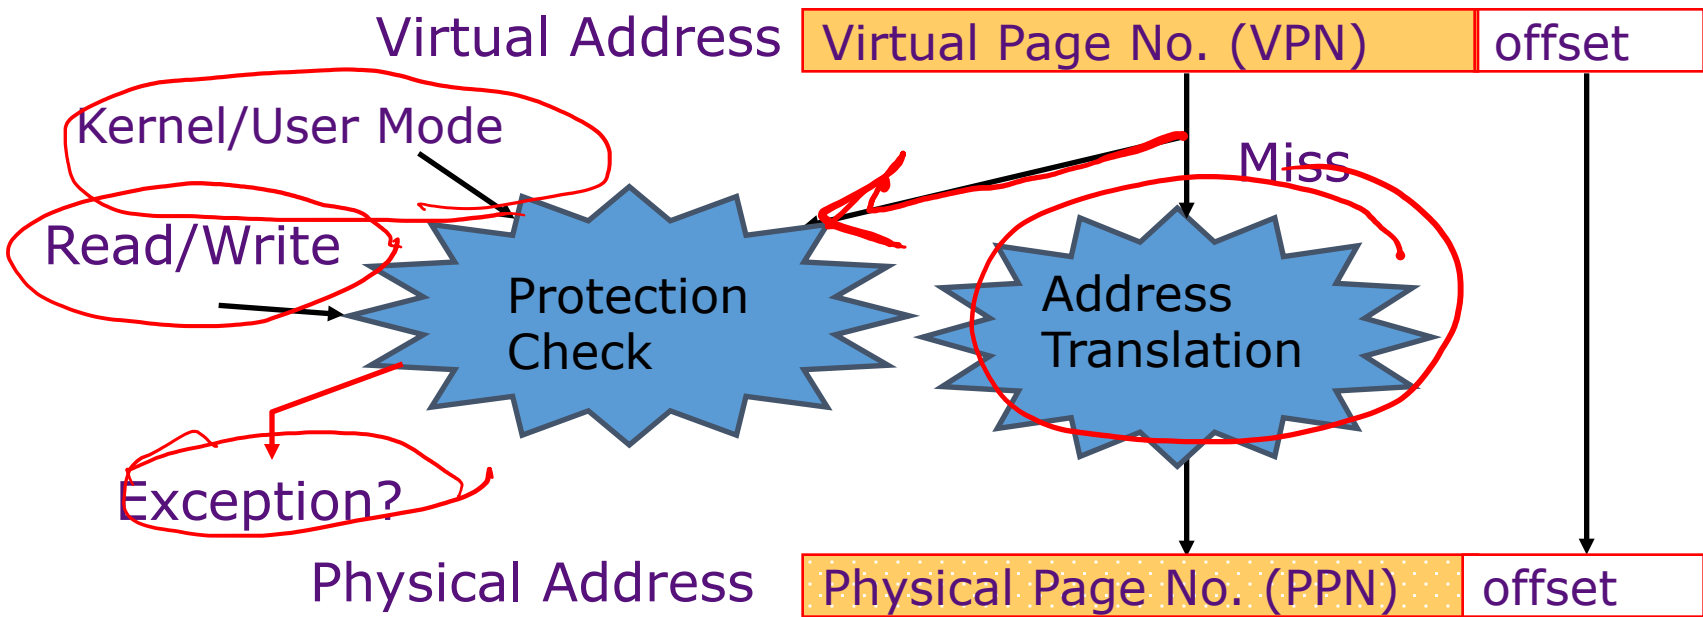 Virtual Address Virtual Page No. (VPN) offset
Kernel/User Mode
Miss
Read/Write
Protection
Check
Address
Translation
Exception?
Physical Address Physical Page No. (PPN) offset